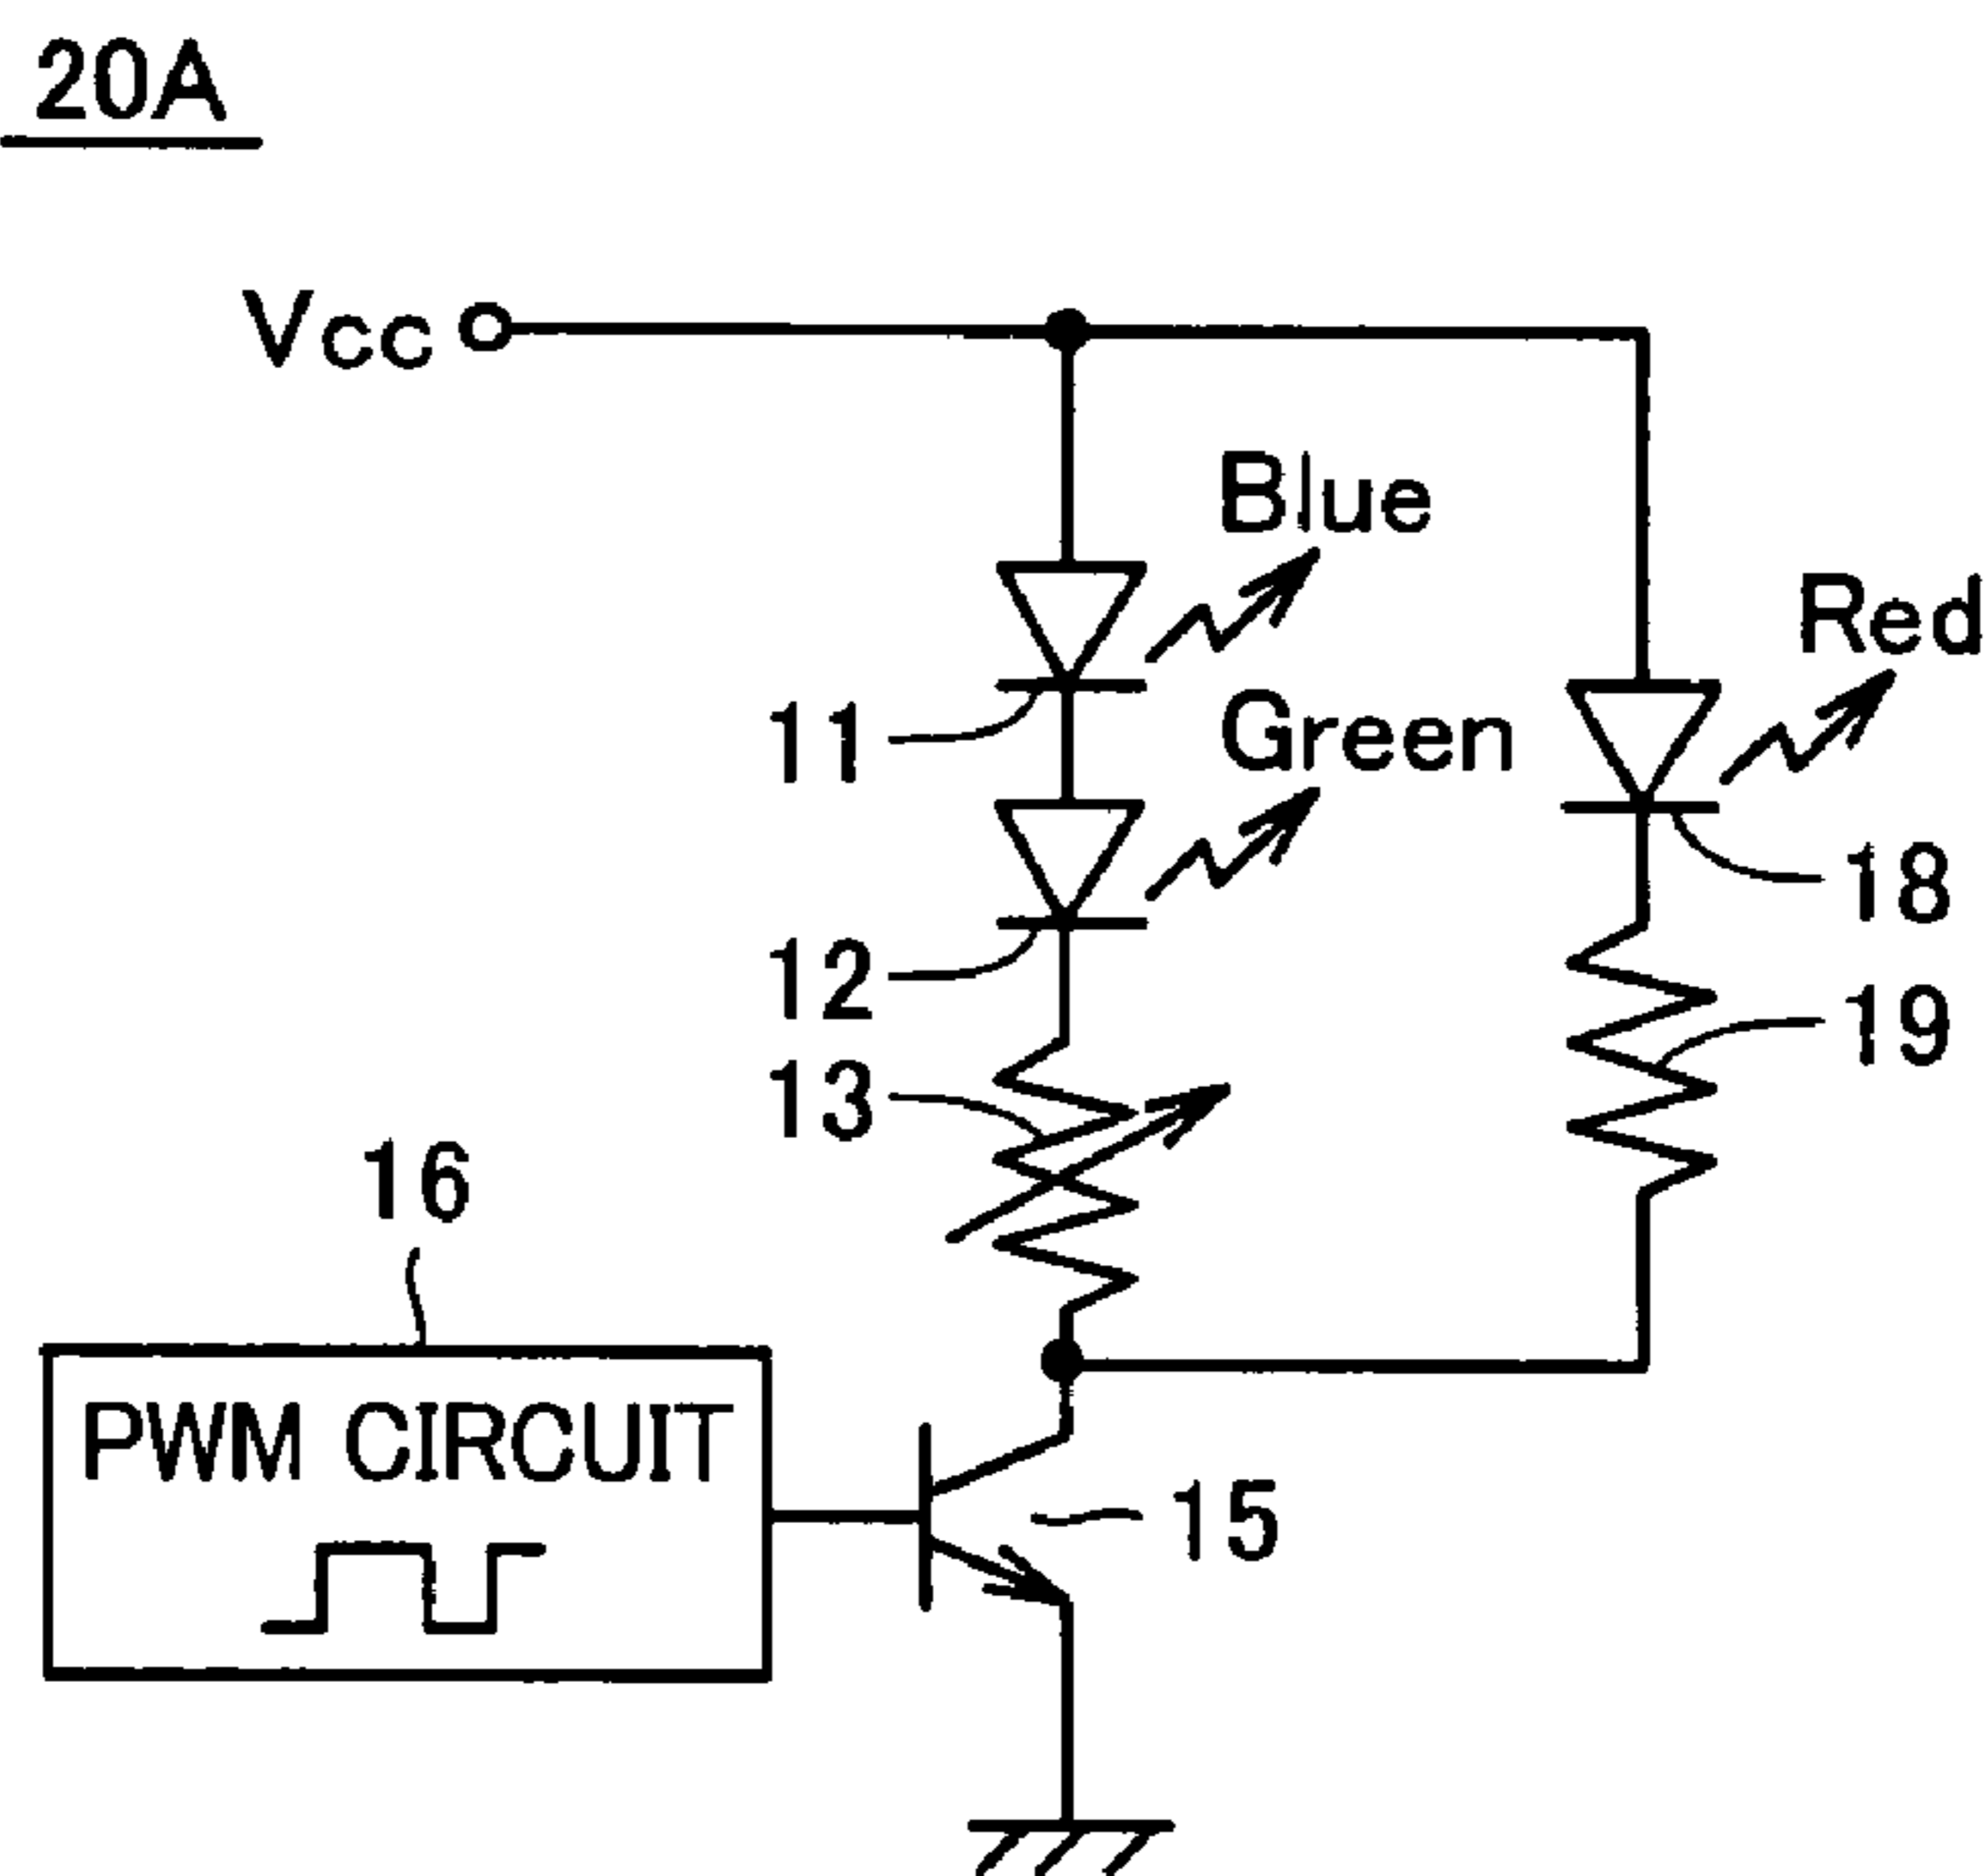 20A
Vcc
Blue
Red
11
Green
18
12
19
13
16
PWM CIRCUIT
15